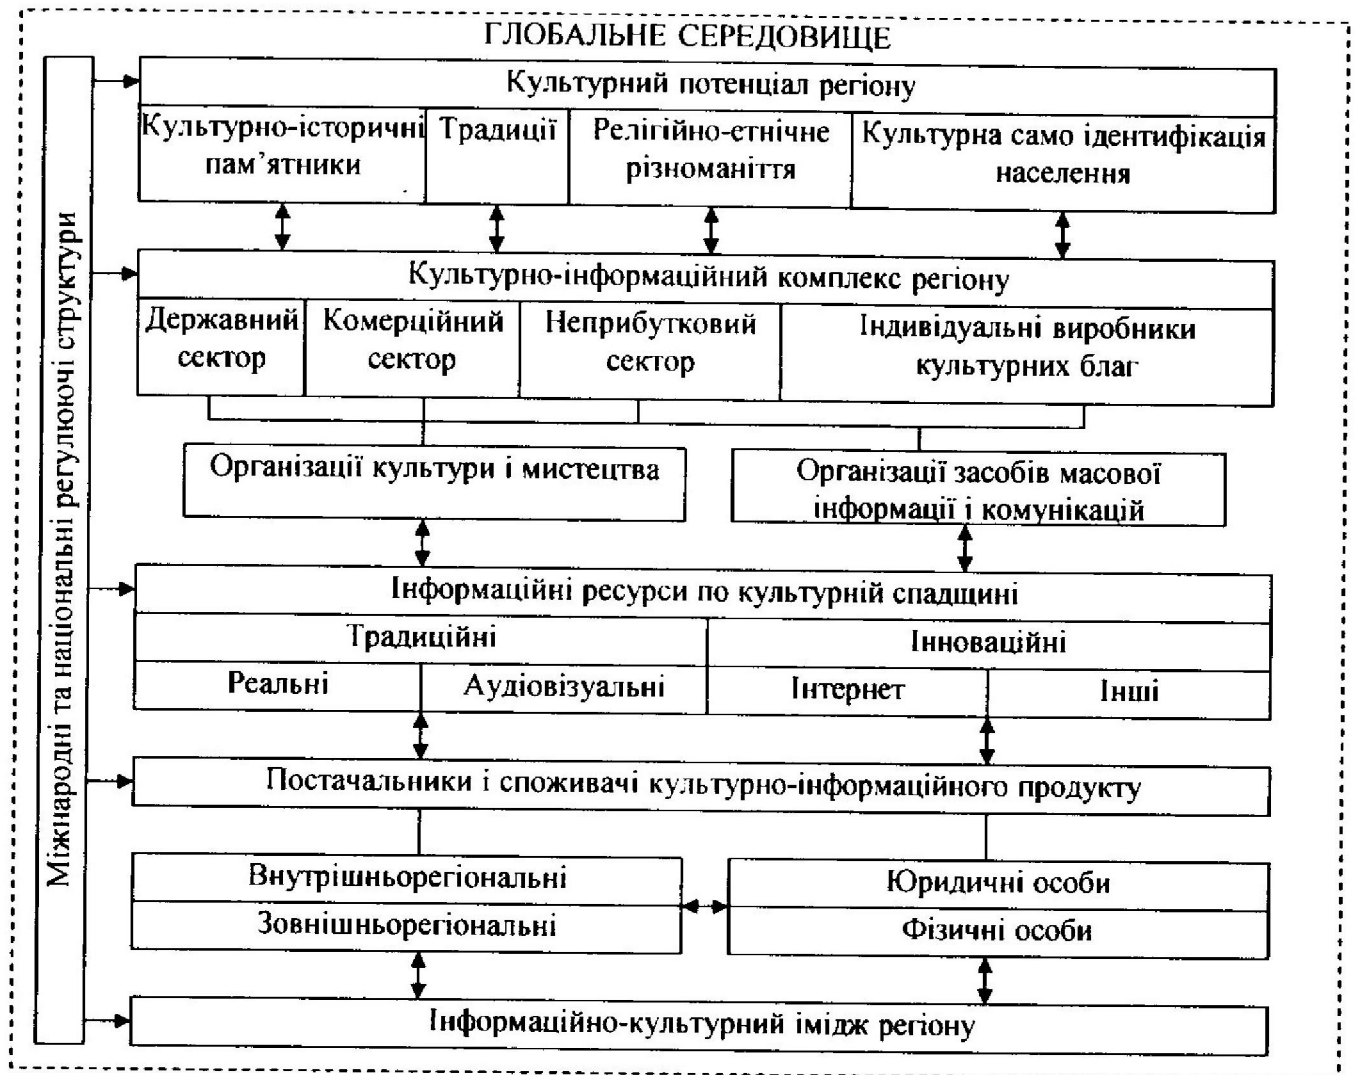 ГЛОБАЛЬНЕ СЕРЕДОВИЩЕ
Міжнародні та національні регулюючі структури
Культурний потенціал регіону
Культурно-історичні
пам’ятники
Традиції
Релігійно-етнічне
різноманіття
Культурна само ідентифікація
населення
Культурно-інформаційний комплекс регіону
Державний
сектор
Комерційний
сектор
Неприбутковий
сектор
Індивідуальні виробники
культурних благ
Організації культури і мистецтва
Організації засобів масової
інформації і комунікацій
Інформаційні ресурси по культурній спадщині
Традиційні
Інноваційні
Реальні
Аудіовізуальні
Інтернет
Інші
Постачальники і споживачі культурно-інформаційного продукту
Внутрішньорегіональні
Зовнішньорегіональні
Юридичні особи
Фізичні особи
Інформаційно-культурний імідж регіону